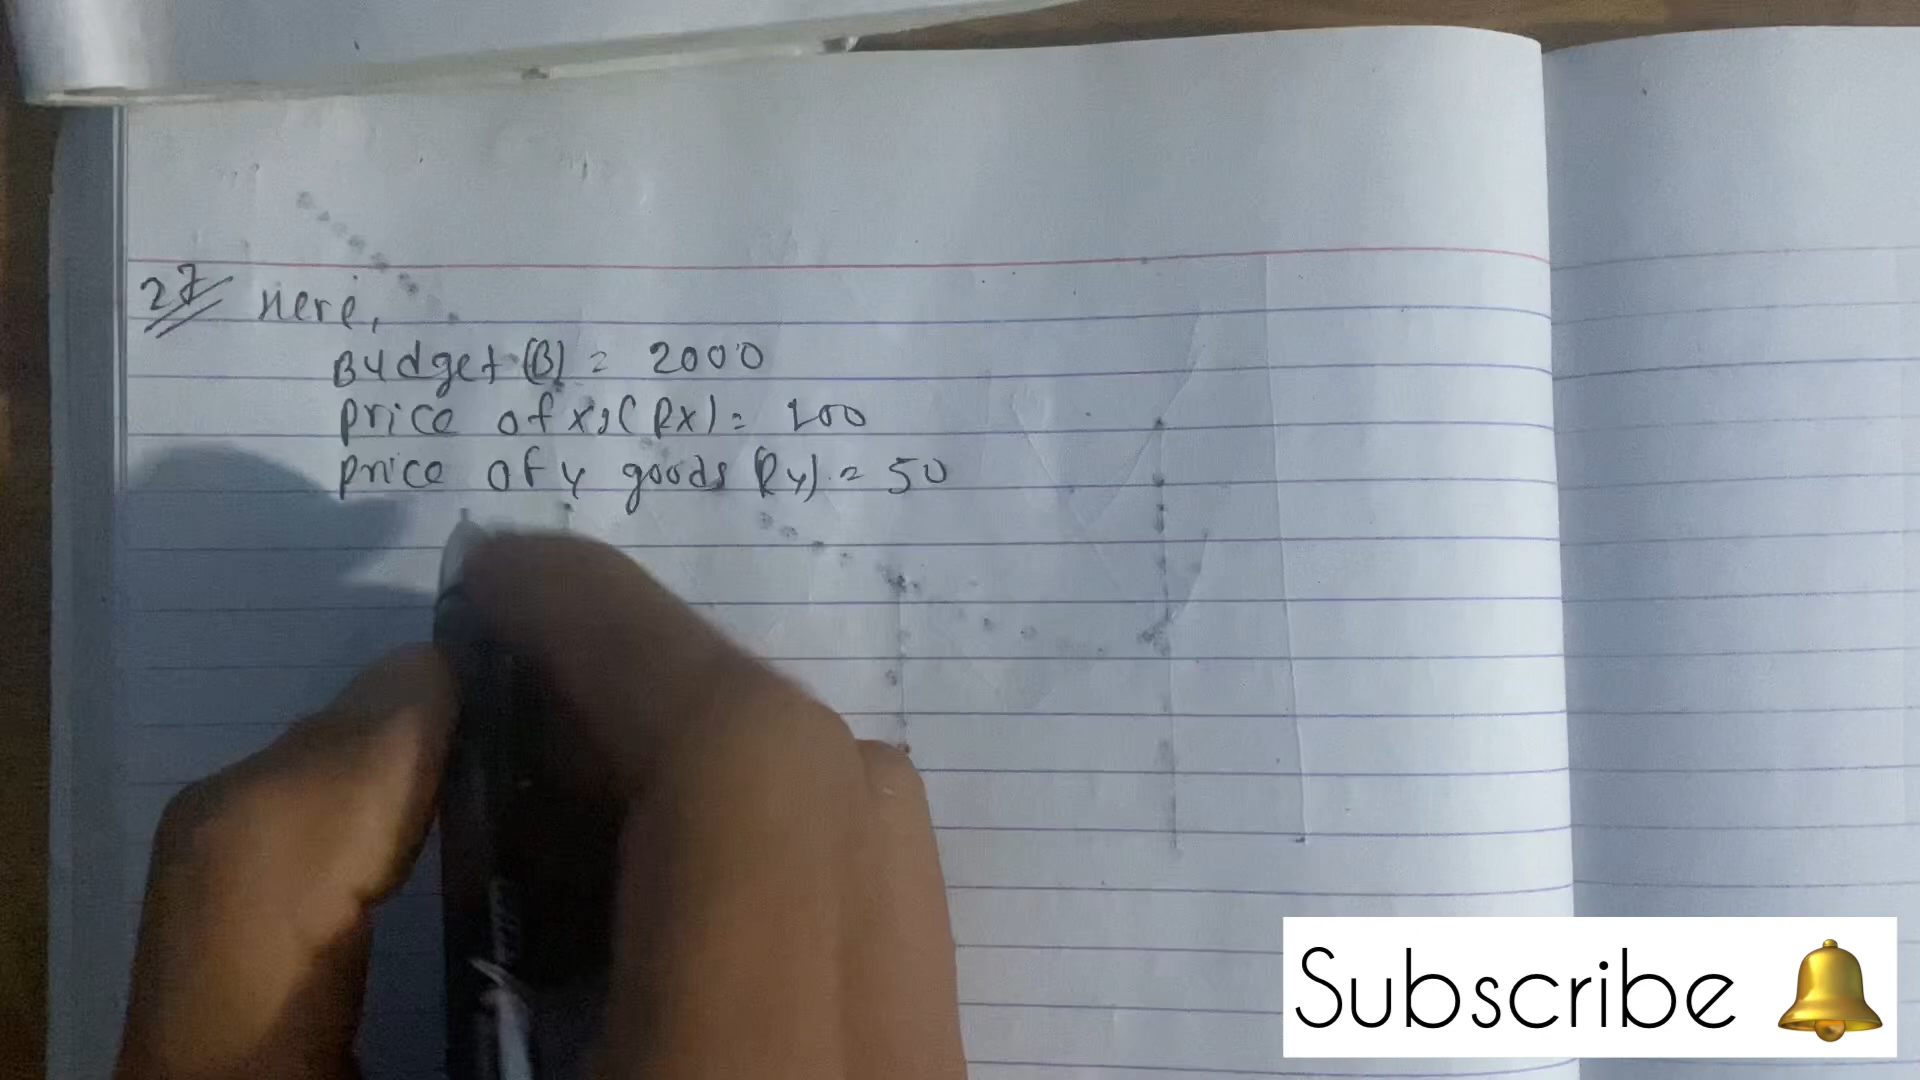 27 Here,
Budget (B) = 2000
Price of x, (Px) = 100
Price of y goods (Py) = 50
Subscribe